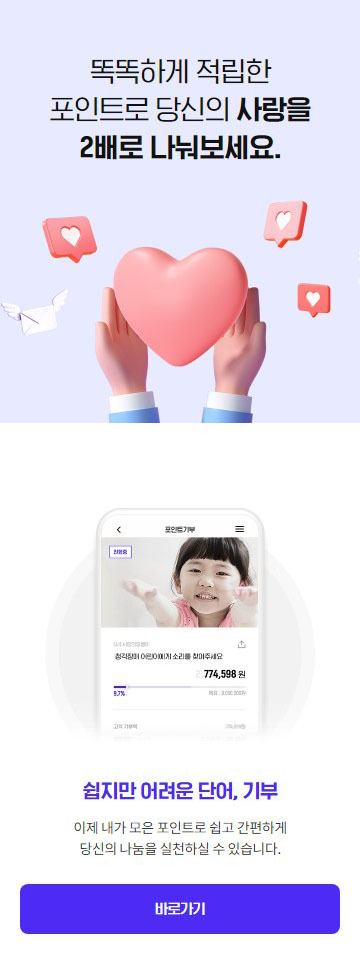 똑똑하게 적립한
포인트로 당신의 사랑을
2배로 나눠보세요.
포인트기부
진행중
청각장애 어린이에게 소리를 찾아주세요
774,598 원
9.7%
쉽지만 어려운 단어, 기부
이제 내가 모은 포인트로 쉽고 간편하게
당신의 나눔을 실천하실 수 있습니다.
바로가기